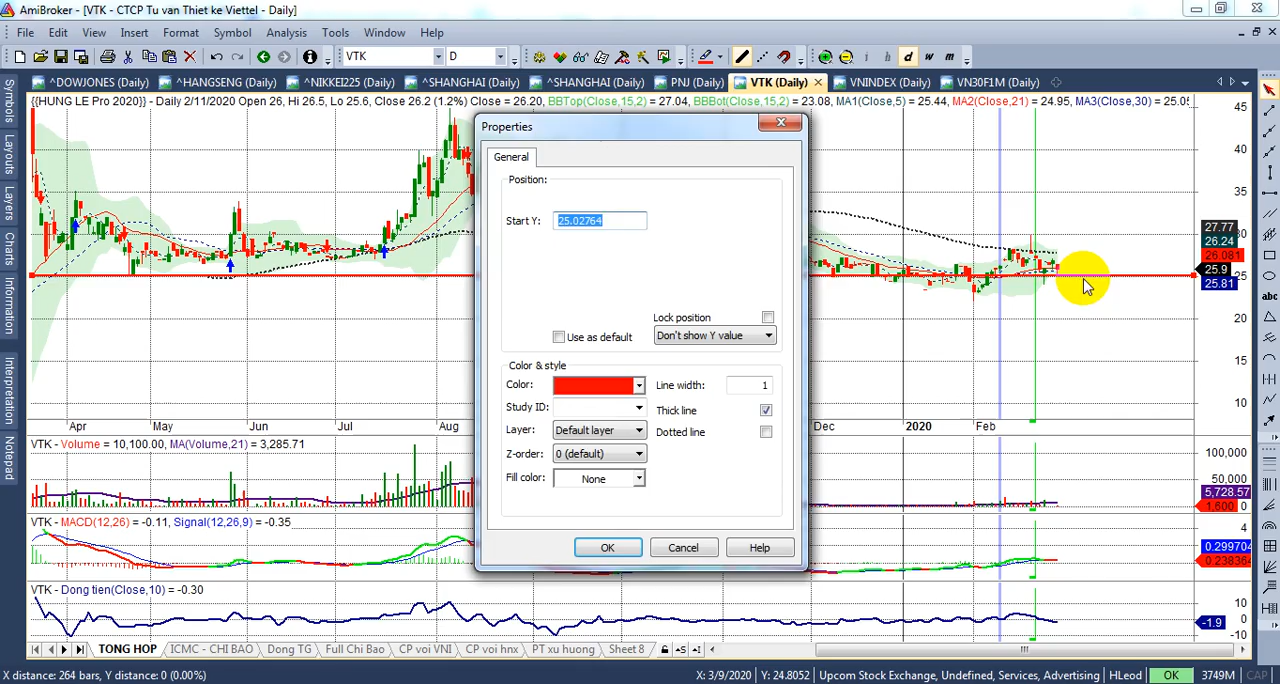 AmiBroker - [VTK - CTCP Tu van Thiet ke Viettel - Daily]
File Edit View Insert Format Symbol Analysis Tools Window Help
VTK D i h d w m
^DOWJONES (Daily) ^HANGSENG (Daily) ^NIKKEI225 (Daily) ^SHANGHAI (Daily) ^SHANGHAI (Daily) PNJ (Daily) VTK (Daily) VNINDEX (Daily) VN30F1M (Daily)
{{HUNG LE Pro 2020}} - Daily 2/11/2020 Open 26, Hi 26.5, Lo 25.6, Close 26.2 (1.2%) Close = 26.20, BBTop(Close,15,2) = 27.04, BBBot(Close,15,2) = 23.08, MA1(Close,5) = 25.44, MA2(Close,21) = 24.95, MA3(Close,30) = 25.0
Symbols
Layouts
Layers
Charts
Information
Interpretation
Notepad
Properties
General
Position:
Start Y: 25.02764
Lock position
Use as default Don't show Y value
Color & style
Color: Line width: 1
Study ID: Thick line
Layer: Default layer Dotted line
Z-order: 0 (default)
Fill color: None
OK Cancel Help
45
40
35
30
27.77
26.24
26.081
25.9
25
25.81
20
15
10
abc
Apr May Jun Jul Aug Dec 2020 Feb
VTK - Volume = 10,100.00, MA(Volume,21) = 3,285.71
100,000
50,000
5,728.57
1,600 0
VTK - MACD(12,26) = -0.11, Signal(12,26,9) = -0.35
4
0.299704
0.238364
VTK - Dong tien(Close,10) = -0.30
10
0
-1.9
-10
TONG HOP ICMC - CHI BAO Dong TG Full Chi Bao CP voi VNI CP voi hnx PT xu huong Sheet 8
X distance: 264 bars, Y distance: 0 (0.00%) X: 3/9/2020 Y: 24.8052 Upcom Stock Exchange, Undefined, Services, Advertising HLeod OK 3749M CAP